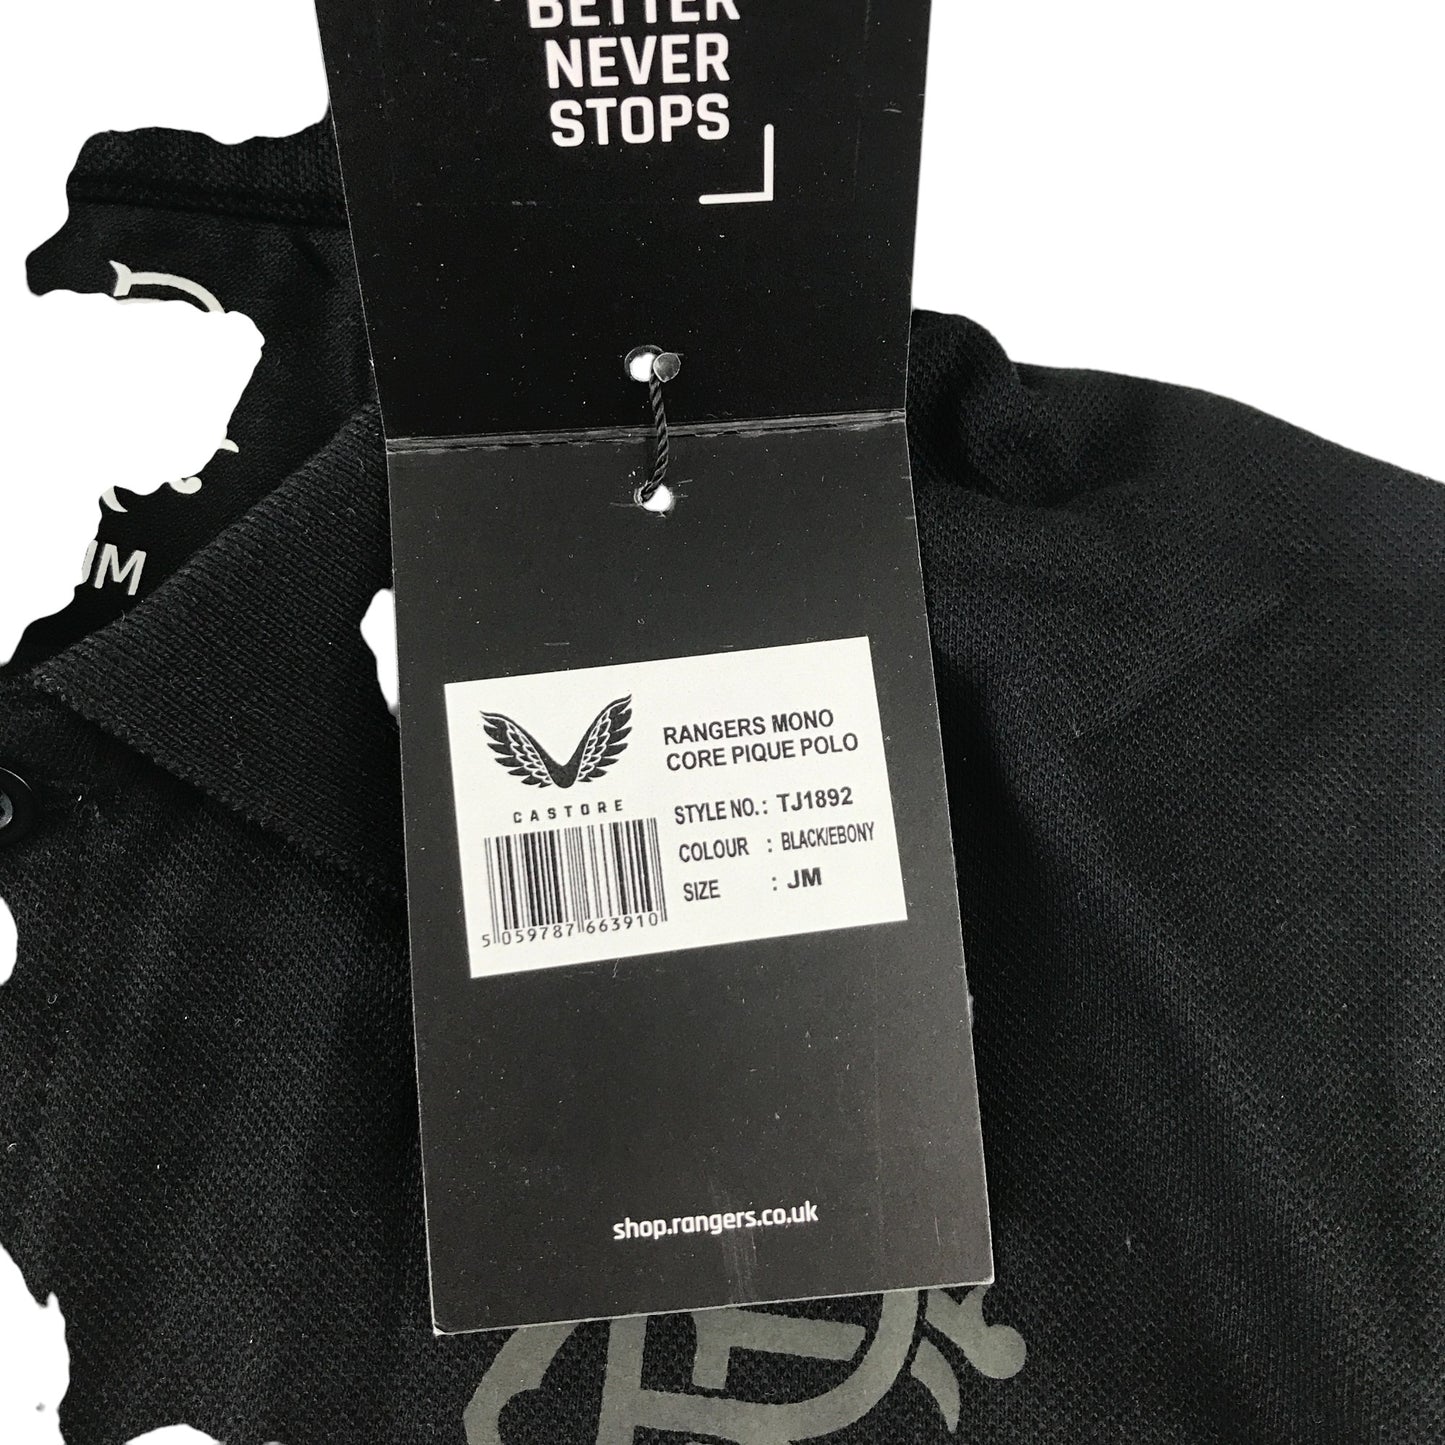 BETTER
NEVER
STOPS
JM
RANGERS MONO
CORE PIQUE POLO
CASTORE
STYLE NO.: TJ1892
COLOUR : BLACK/EBONY
SIZE : JM
5 059787 663910
shop.rangers.co.uk